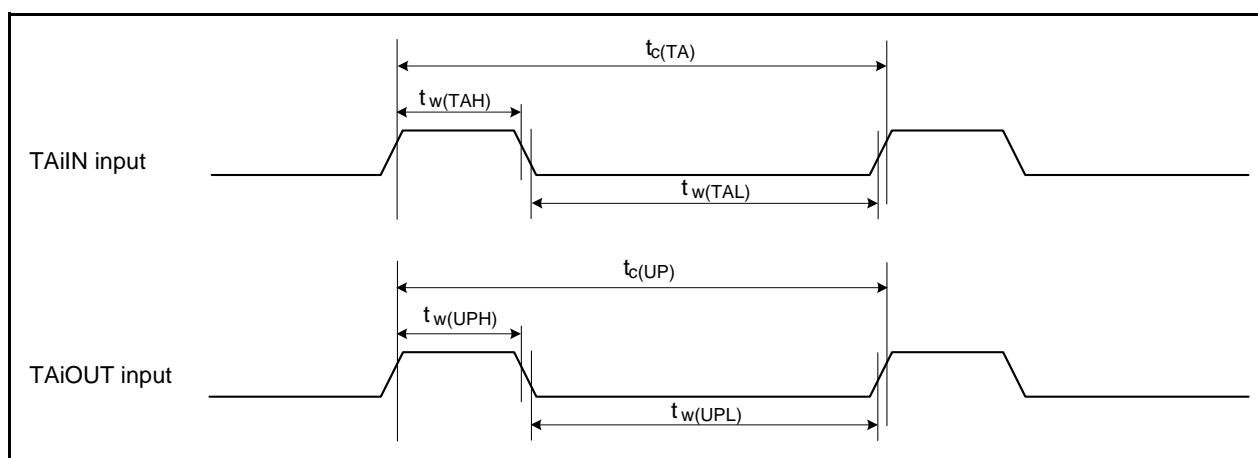 tc(TA)
tw(TAH)
TAiIN input
tw(TAL)
tc(UP)
tw(UPH)
TAiOUT input
tw(UPL)